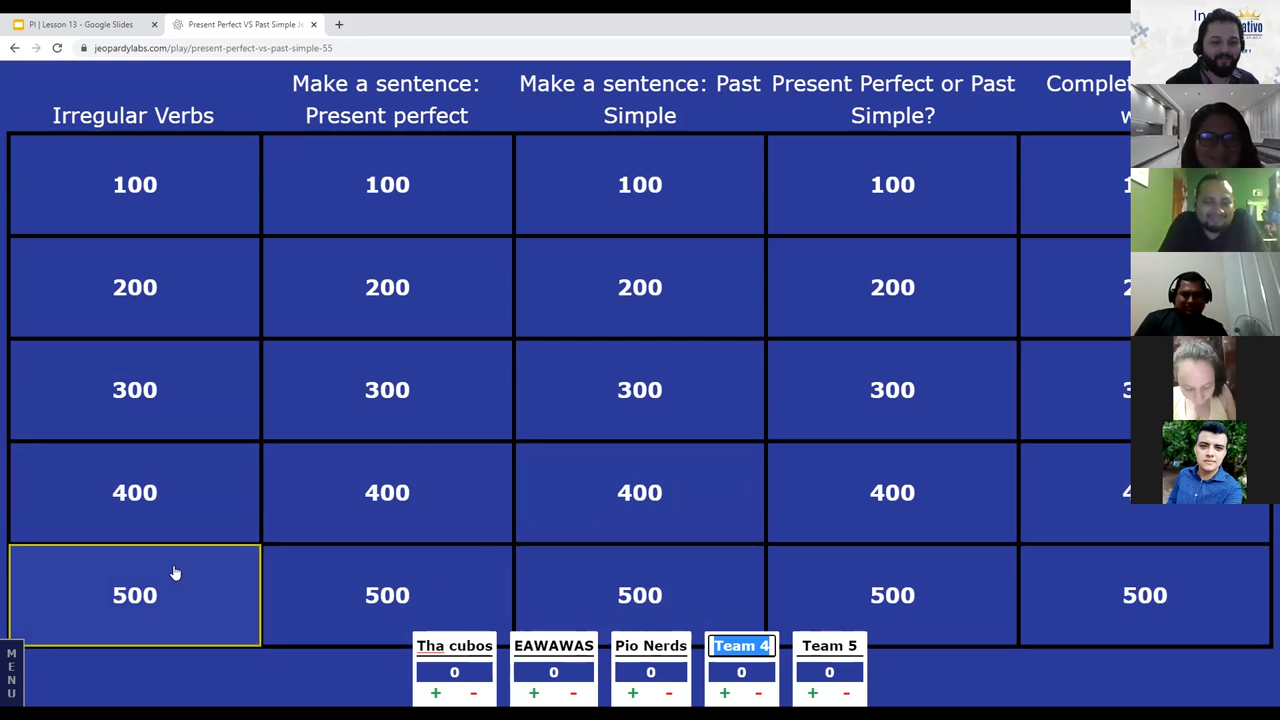 PI | Lesson 13 - Google Slides
Present Perfect VS Past Simple Je
jeopardylabs.com/play/present-perfect-vs-past-simple-55
Irregular Verbs
Make a sentence:
Present perfect
Make a sentence: Past
Simple
Present Perfect or Past
Simple?
100 100 100 100
200 200 200 200
300 300 300 300
400 400 400 400
500 500 500 500 500
MENU
Tha cubos EAWAWAS Pio Nerds Team 4 Team 5
0 0 0 0 0
+ - + - + - + - + -